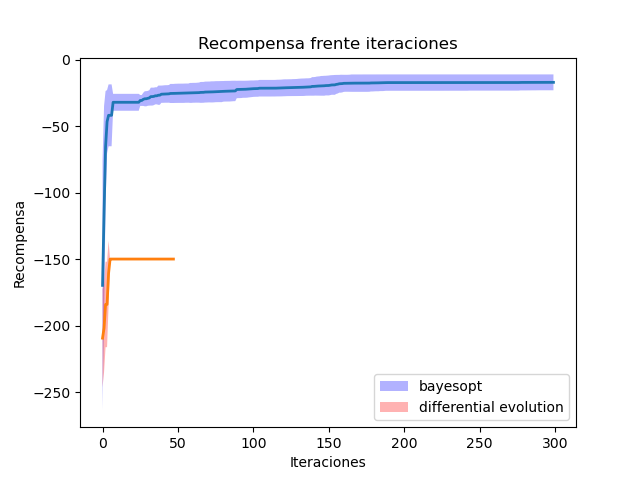 Recompensa frente iteraciones
Recompensa
0
−50
−100
−150
−200
−250
0 50 100 150 200 250 300
Iteraciones
bayesopt
differential evolution